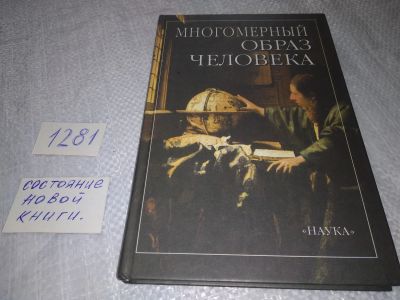 МНОГОМЕРНЫЙ
ОБРАЗ
ЧЕЛОВЕКА
«НАУКА»
1281
СОСТОЯНИЕ
НОВОЙ
КНИГИ.